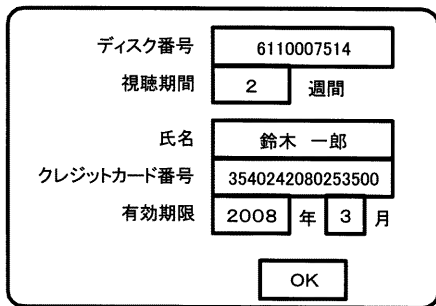 ディスク番号 6110007514
視聴期間 2 週間
氏名 鈴木 一郎
クレジットカード番号 3540242080253500
有効期限 2008 年 3 月
OK